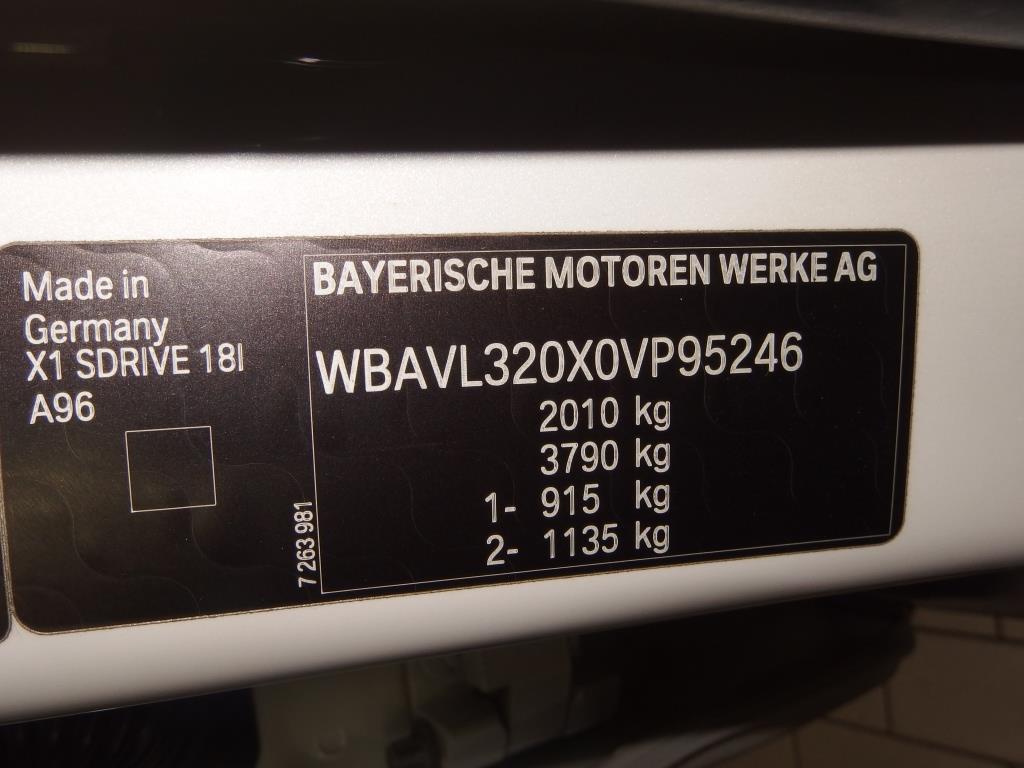 Made in
Germany
X1 SDRIVE 18I
A96
7 263 981
BAYERISCHE MOTOREN WERKE AG
WBAVL320X0VP95246
2010 kg
3790 kg
1- 915 kg
2- 1135 kg